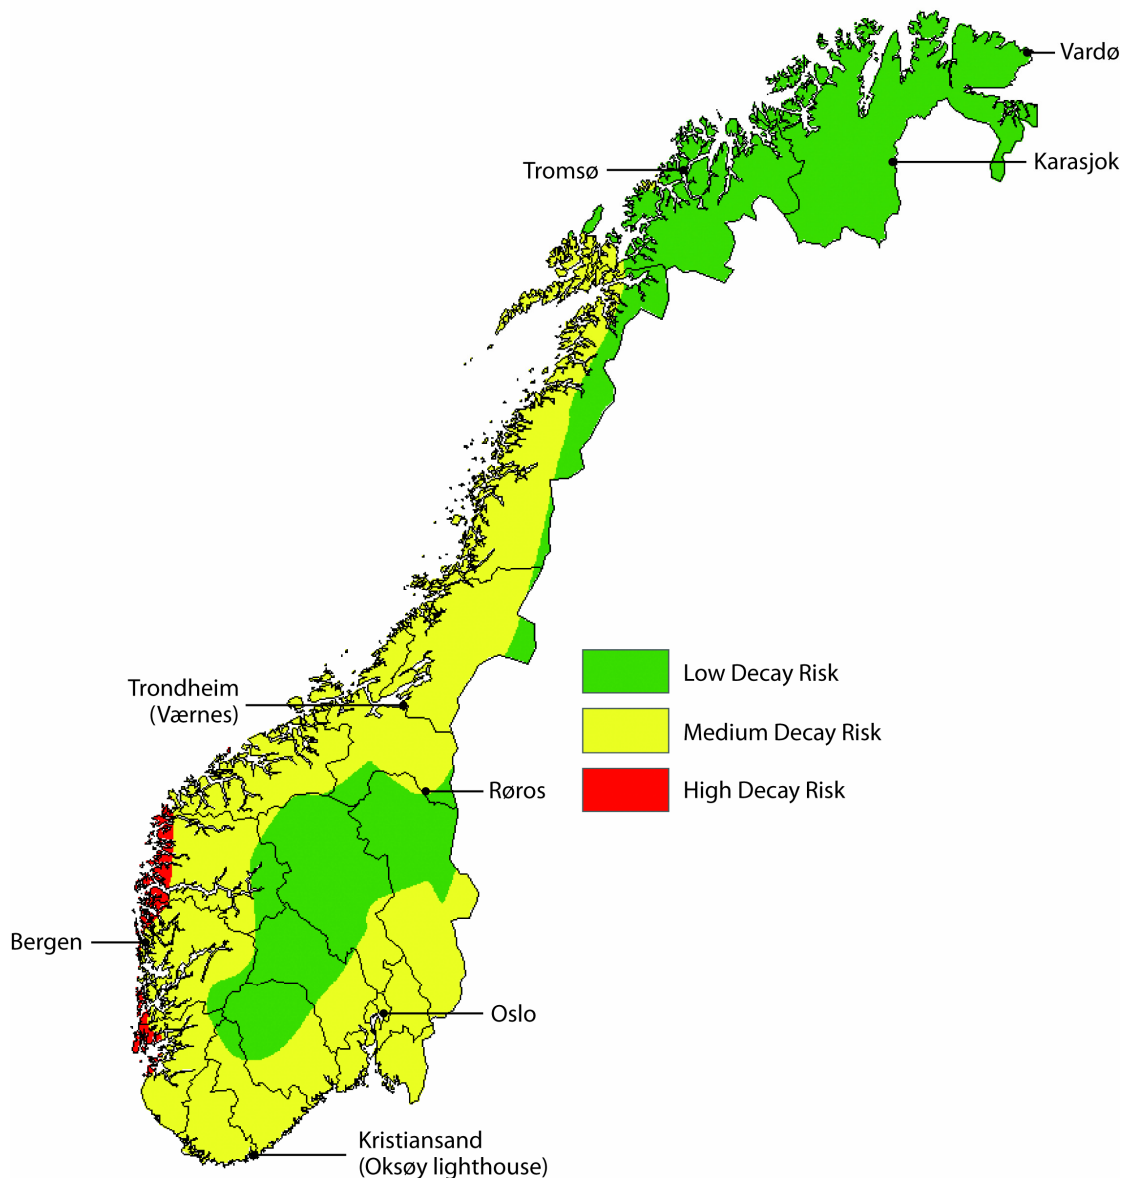 Vardø
Karasjok
Tromsø
Low Decay Risk
Trondheim
(Værnes)
Medium Decay Risk
Røros
High Decay Risk
Bergen
Oslo
Kristiansand
(Oksøy lighthouse)